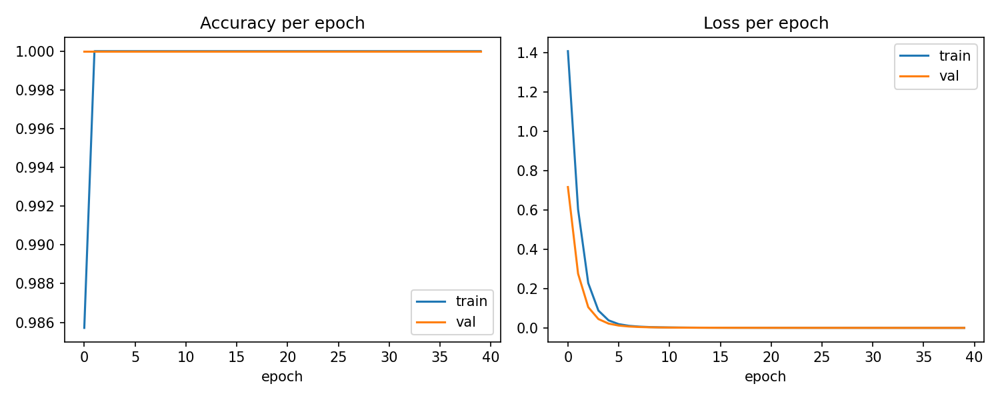 Accuracy per epoch
1.000
0.998
0.996
0.994
0.992
0.990
0.988
0.986
train
val
0 5 10 15 20 25 30 35 40
epoch
Loss per epoch
1.4
1.2
1.0
0.8
0.6
0.4
0.2
0.0
train
val
0 5 10 15 20 25 30 35 40
epoch